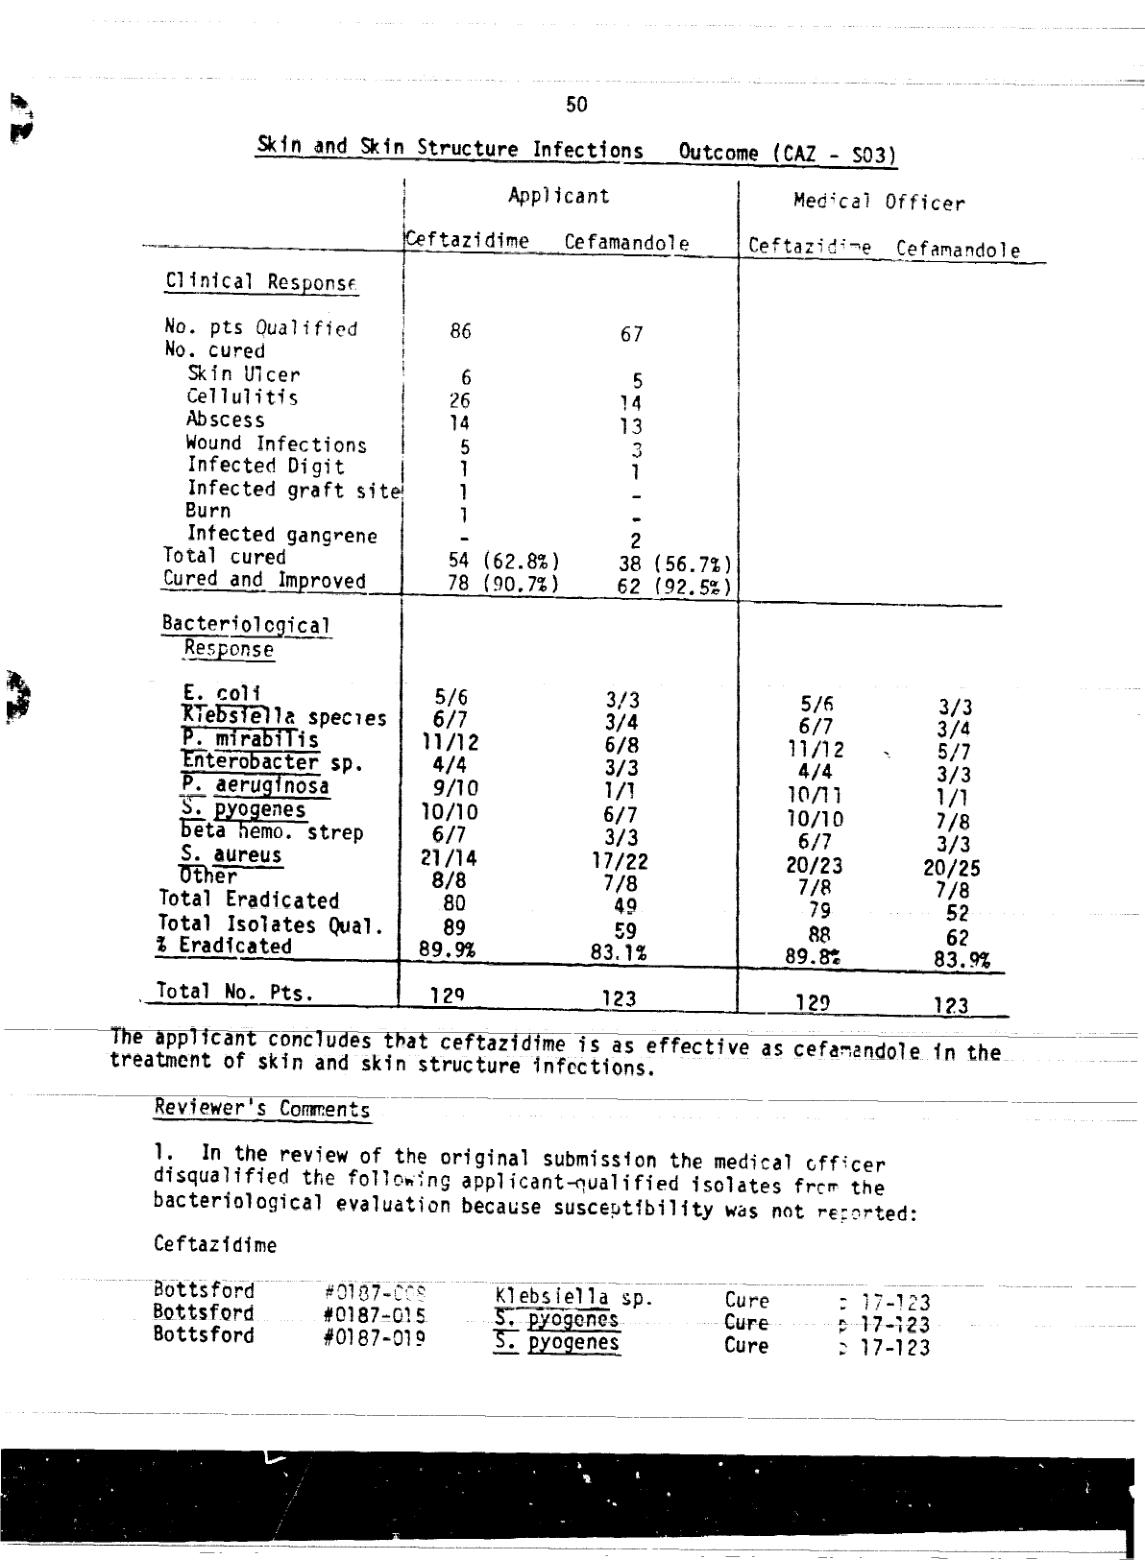 50
Skin and Skin Structure Infections Outcome (CAZ - S03)
Applicant Medical Officer
Ceftazidime Cefamandole Ceftazidime Cefamandole
Clinical Response
No. pts Qualified 86 67
No. cured
Skin Ulcer 6 5
Cellulitis 26 14
Abscess 14 13
Wound Infections 5 3
Infected Digit 1 1
Infected graft site 1 -
Burn 1 -
Infected gangrene - 2
Total cured 54 (62.8%) 38 (56.7%)
Cured and Improved 78 (90.7%) 62 (92.5%)
Bacteriological
Response
E. coli 5/6 3/3 5/6 3/3
Klebsiella species 6/7 3/4 6/7 3/4
P. mirabilis 11/12 6/8 11/12 5/7
Enterobacter sp. 4/4 3/3 4/4 3/3
P. aeruginosa 9/10 1/1 10/11 1/1
S. pyogenes 10/10 6/7 10/10 7/8
beta hemo. strep 6/7 3/3 6/7 3/3
S. aureus 21/14 17/22 20/23 20/25
Other 8/8 7/8 7/8 7/8
Total Eradicated 80 49 79 52
Total Isolates Qual. 89 59 88 62
% Eradicated 89.9% 83.1% 89.8% 83.9%
Total No. Pts. 129 123 129 123
The applicant concludes that ceftazidime is as effective as cefamandole in the
treatment of skin and skin structure infections.
Reviewer's Comments
1. In the review of the original submission the medical officer
disqualified the following applicant-qualified isolates from the
bacteriological evaluation because susceptibility was not reported:
Ceftazidime
Bottsford Klebsiella sp. Cure 17-123
Bottsford #0187-015 S. pyogenes Cure 17-123
Bottsford #0187-019 S. pyogenes Cure 17-123